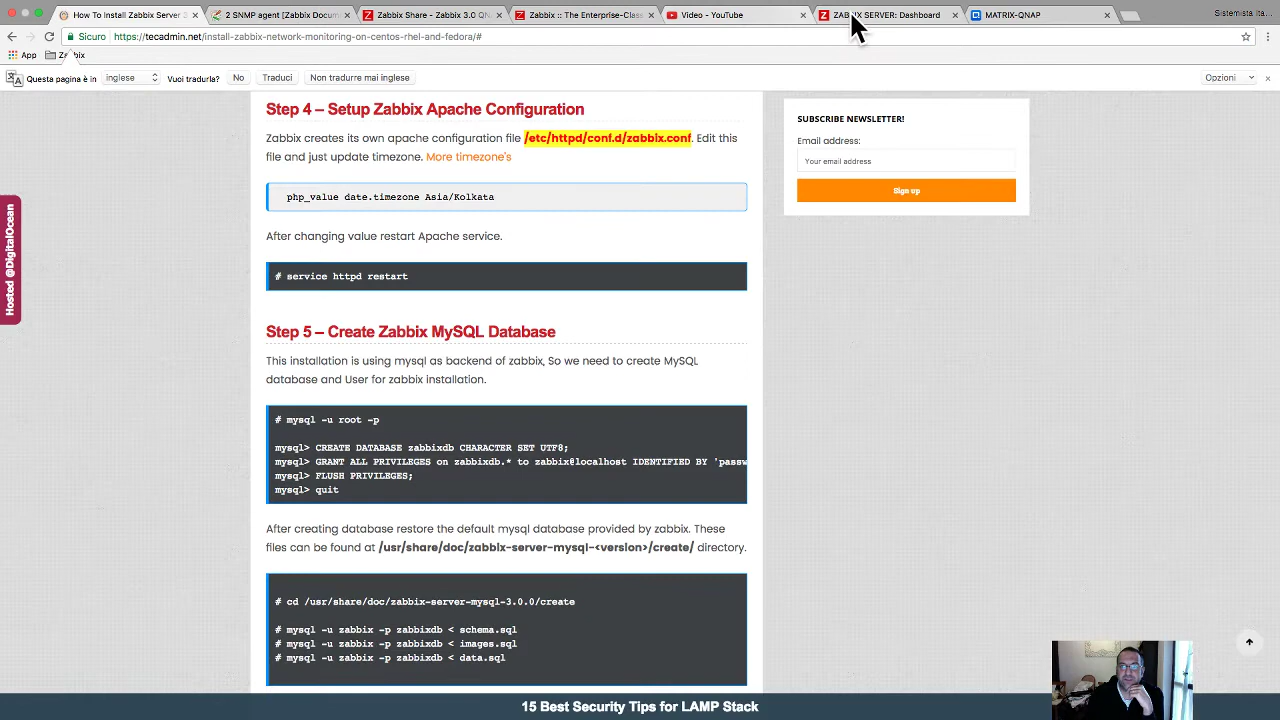 How To Install Zabbix Server 3
2 SNMP agent [Zabbix Docum
Zabbix Share – Zabbix 3.0 QN
Zabbix :: The Enterprise-Clas
Video - YouTube
ZABBIX SERVER: Dashboard
MATRIX-QNAP
Sistemista ita
Sicuro
https://tecadmin.net/install-zabbix-network-monitoring-on-centos-rhel-and-fedora/#
App
Zabbix
Questa pagina è in inglese Vuoi tradurla? No Traduci Non tradurre mai inglese Opzioni
Hosted @DigitalOcean
Step 4 – Setup Zabbix Apache Configuration
Zabbix creates its own apache configuration file /etc/httpd/conf.d/zabbix.conf. Edit this
file and just update timezone. More timezone's
php_value date.timezone Asia/Kolkata
After changing value restart Apache service.
# service httpd restart
Step 5 – Create Zabbix MySQL Database
This installation is using mysql as backend of zabbix, So we need to create MySQL
database and User for zabbix installation.
# mysql -u root -p
mysql> CREATE DATABASE zabbixdb CHARACTER SET UTF8;
mysql> GRANT ALL PRIVILEGES on zabbixdb.* to zabbix@localhost IDENTIFIED BY 'passw
mysql> FLUSH PRIVILEGES;
mysql> quit
After creating database restore the default mysql database provided by zabbix. These
files can be found at /usr/share/doc/zabbix-server-mysql-<version>/create/ directory.
# cd /usr/share/doc/zabbix-server-mysql-3.0.0/create
# mysql -u zabbix -p zabbixdb < schema.sql
# mysql -u zabbix -p zabbixdb < images.sql
# mysql -u zabbix -p zabbixdb < data.sql
SUBSCRIBE NEWSLETTER!
Email address:
Your email address
Sign up
15 Best Security Tips for LAMP Stack